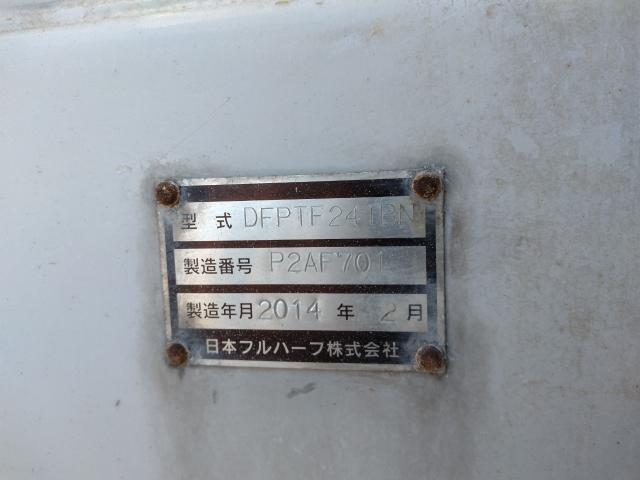 型式 DFPTF241BN
製造番号 P2AF701
製造年月 2014 年 2 月
日本フルハーフ株式会社